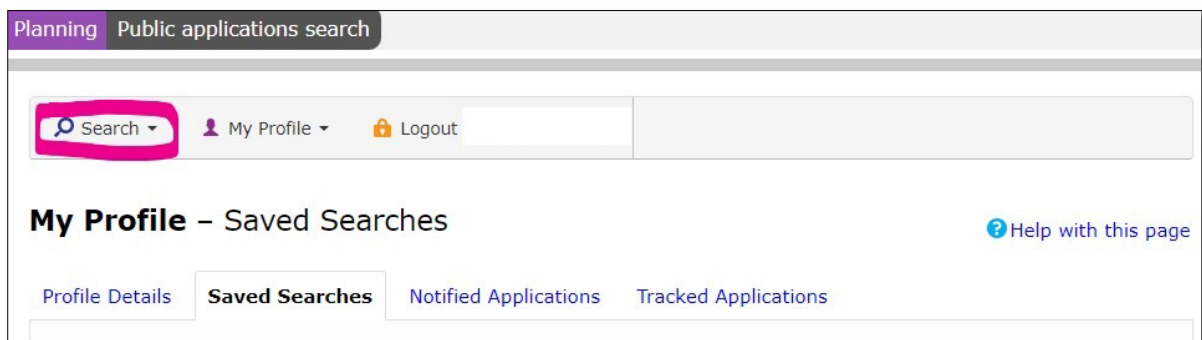 Planning Public applications search
Search My Profile Logout
My Profile – Saved Searches
Help with this page
Profile Details Saved Searches Notified Applications Tracked Applications